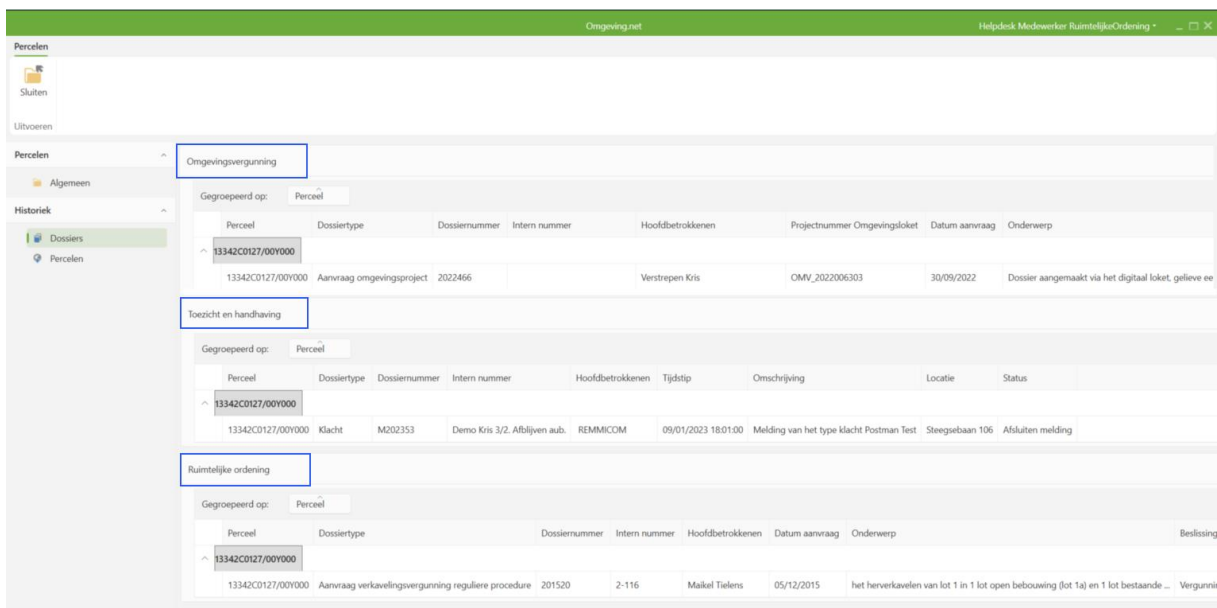 Omgeving.net
Helpdesk Medewerker RuimtelijkeOrdening
Percelen
Sluiten
Uitvoeren
Percelen
Algemeen
Historiek
Dossiers
Percelen
Omgevingsvergunning
Gegroepeerd op: Perceel
Perceel Dossiertype Dossiernummer Intern nummer Hoofdbetrokkenen Projectnummer Omgevingsloket Datum aanvraag Onderwerp
13342C0127/00Y000
13342C0127/00Y000 Aanvraag omgevingsproject 2022466 Verstrepen Kris OMV_2022006303 30/09/2022 Dossier aangemaakt via het digitaal loket, gelieve ee
Toezicht en handhaving
Gegroepeerd op: Perceel
Perceel Dossiertype Dossiernummer Intern nummer Hoofdbetrokkenen Tijdstip Omschrijving Locatie Status
13342C0127/00Y000
13342C0127/00Y000 Klacht M202353 Demo Kris 3/2. Afblijven aub. REMMICOM 09/01/2023 18:01:00 Melding van het type klacht Postman Test Steegsebaan 106 Afsluiten melding
Ruimtelijke ordening
Gegroepeerd op: Perceel
Perceel Dossiertype Dossiernummer Intern nummer Hoofdbetrokkenen Datum aanvraag Onderwerp Beslissing
13342C0127/00Y000
13342C0127/00Y000 Aanvraag verkavelingsvergunning reguliere procedure 201520 2-116 Maikel Tielens 05/12/2015 het herverkavelen van lot 1 in 1 lot open bebouwing (lot 1a) en 1 lot bestaande ... Vergunni